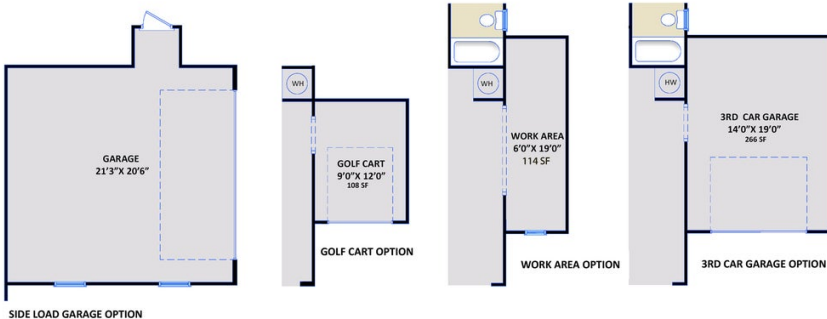 GARAGE
21'3"X 20'6"
SIDE LOAD GARAGE OPTION
WH
GOLF CART
9'0"X 12'0"
108 SF
GOLF CART OPTION
WH
WORK AREA
6'0"X 19'0"
114 SF
WORK AREA OPTION
HW
3RD CAR GARAGE
14'0"X 19'0"
266 SF
3RD CAR GARAGE OPTION